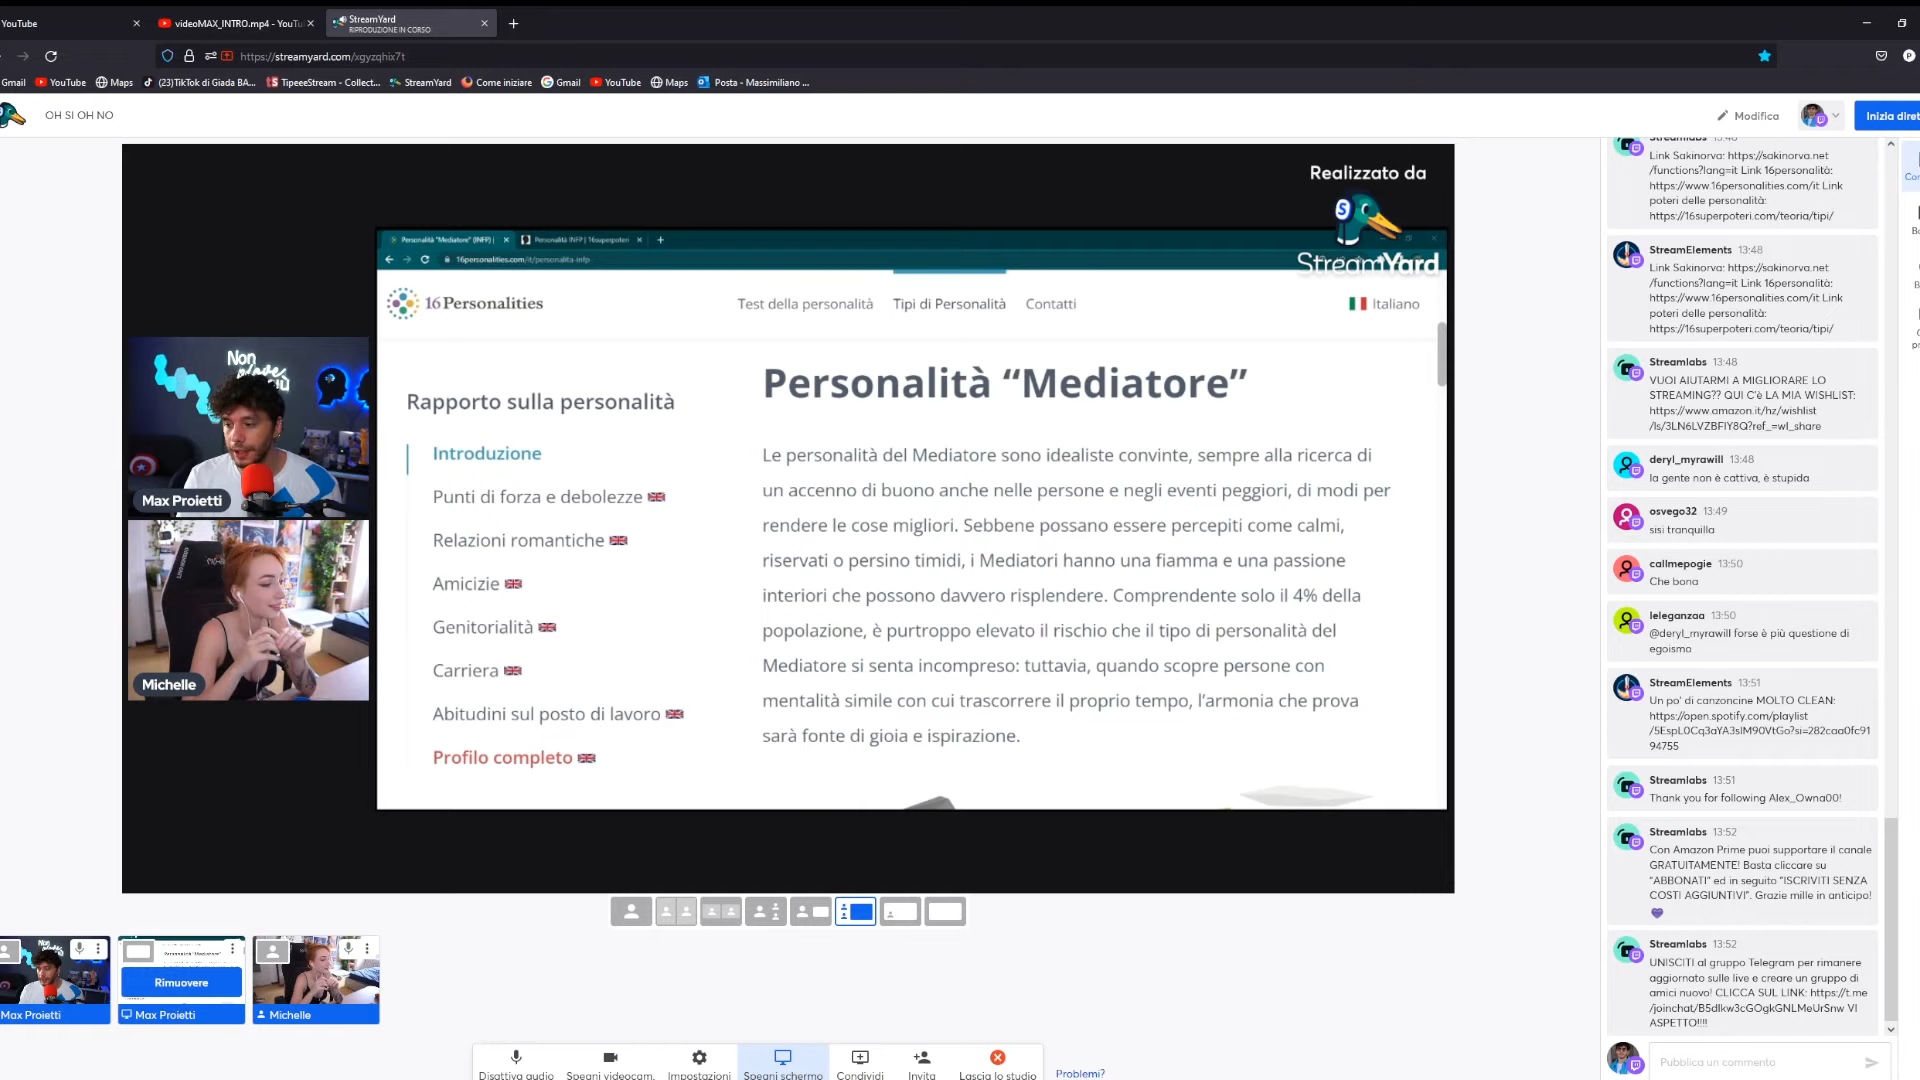 YouTube
videoMAX_INTRO.mp4 - YouTu
StreamYard
RIPRODUZIONE IN CORSO
https://streamyard.com/xgyzqhix7t
Gmail
YouTube
Maps
(23)TikTok di Giada BA...
TipeeeStream - Collect...
StreamYard
Come iniziare
Gmail
YouTube
Maps
Posta - Massimiliano ...
OH SI OH NO
Modifica
Inizia diret
Realizzato da
StreamYard
Personalità "Mediatore" (INFP) |
Personalità INFP | 16superpoteri
16personalities.com/it/personalita-infp
16Personalities
Test della personalità
Tipi di Personalità
Contatti
Italiano
Rapporto sulla personalità
Introduzione
Punti di forza e debolezze
Relazioni romantiche
Amicizie
Genitorialità
Carriera
Abitudini sul posto di lavoro
Profilo completo
Personalità “Mediatore”
Le personalità del Mediatore sono idealiste convinte, sempre alla ricerca di
un accenno di buono anche nelle persone e negli eventi peggiori, di modi per
rendere le cose migliori. Sebbene possano essere percepiti come calmi,
riservati o persino timidi, i Mediatori hanno una fiamma e una passione
interiori che possono davvero risplendere. Comprendente solo il 4% della
popolazione, è purtroppo elevato il rischio che il tipo di personalità del
Mediatore si senta incompreso: tuttavia, quando scopre persone con
mentalità simile con cui trascorrere il proprio tempo, l’armonia che prova
sarà fonte di gioia e ispirazione.
Non
Max Proietti
Michelle
Rimuovere
Max Proietti
Max Proietti
Michelle
Disattiva audio
Spegni videocam.
Impostazioni
Spegni schermo
Condividi
Invita
Lascia lo studio
Problemi?
Streamlabs 13:48
Link Sakinorva: https://sakinorva.net
/functions?lang=it Link 16personalità:
https://www.16personalities.com/it Link
poteri delle personalità:
https://16superpoteri.com/teoria/tipi/
StreamElements 13:48
Link Sakinorva: https://sakinorva.net
/functions?lang=it Link 16personalità:
https://www.16personalities.com/it Link
poteri delle personalità:
https://16superpoteri.com/teoria/tipi/
Streamlabs 13:48
VUOI AIUTARMI A MIGLIORARE LO
STREAMING?? QUI C'è LA MIA WISHLIST:
https://www.amazon.it/hz/wishlist
/ls/3LN6LVZBFIY8Q?ref_=wl_share
deryl_myrawill 13:48
la gente non è cattiva, è stupida
osvego32 13:49
sisi tranquilla
callmepogie 13:50
Che bona
leleganzaa 13:50
@deryl_myrawill forse è più questione di
egoismo
StreamElements 13:51
Un po' di canzoncine MOLTO CLEAN:
https://open.spotify.com/playlist
/5EspL0Cq3aYA3slM90VtGo?si=282caa0fc91
94755
Streamlabs 13:51
Thank you for following Alex_Owna00!
Streamlabs 13:52
Con Amazon Prime puoi supportare il canale
GRATUITAMENTE! Basta cliccare su
"ABBONATI" ed in seguito "ISCRIVITI SENZA
COSTI AGGIUNTIVI". Grazie mille in anticipo!
Streamlabs 13:52
UNISCITI al gruppo Telegram per rimanere
aggiornato sulle live e creare un gruppo di
amici nuovo! CLICCA SUL LINK: https://t.me
/joinchat/B5dIkw3cGOgkGNLMeUrSnw VI
ASPETTO!!!!
Pubblica un commento